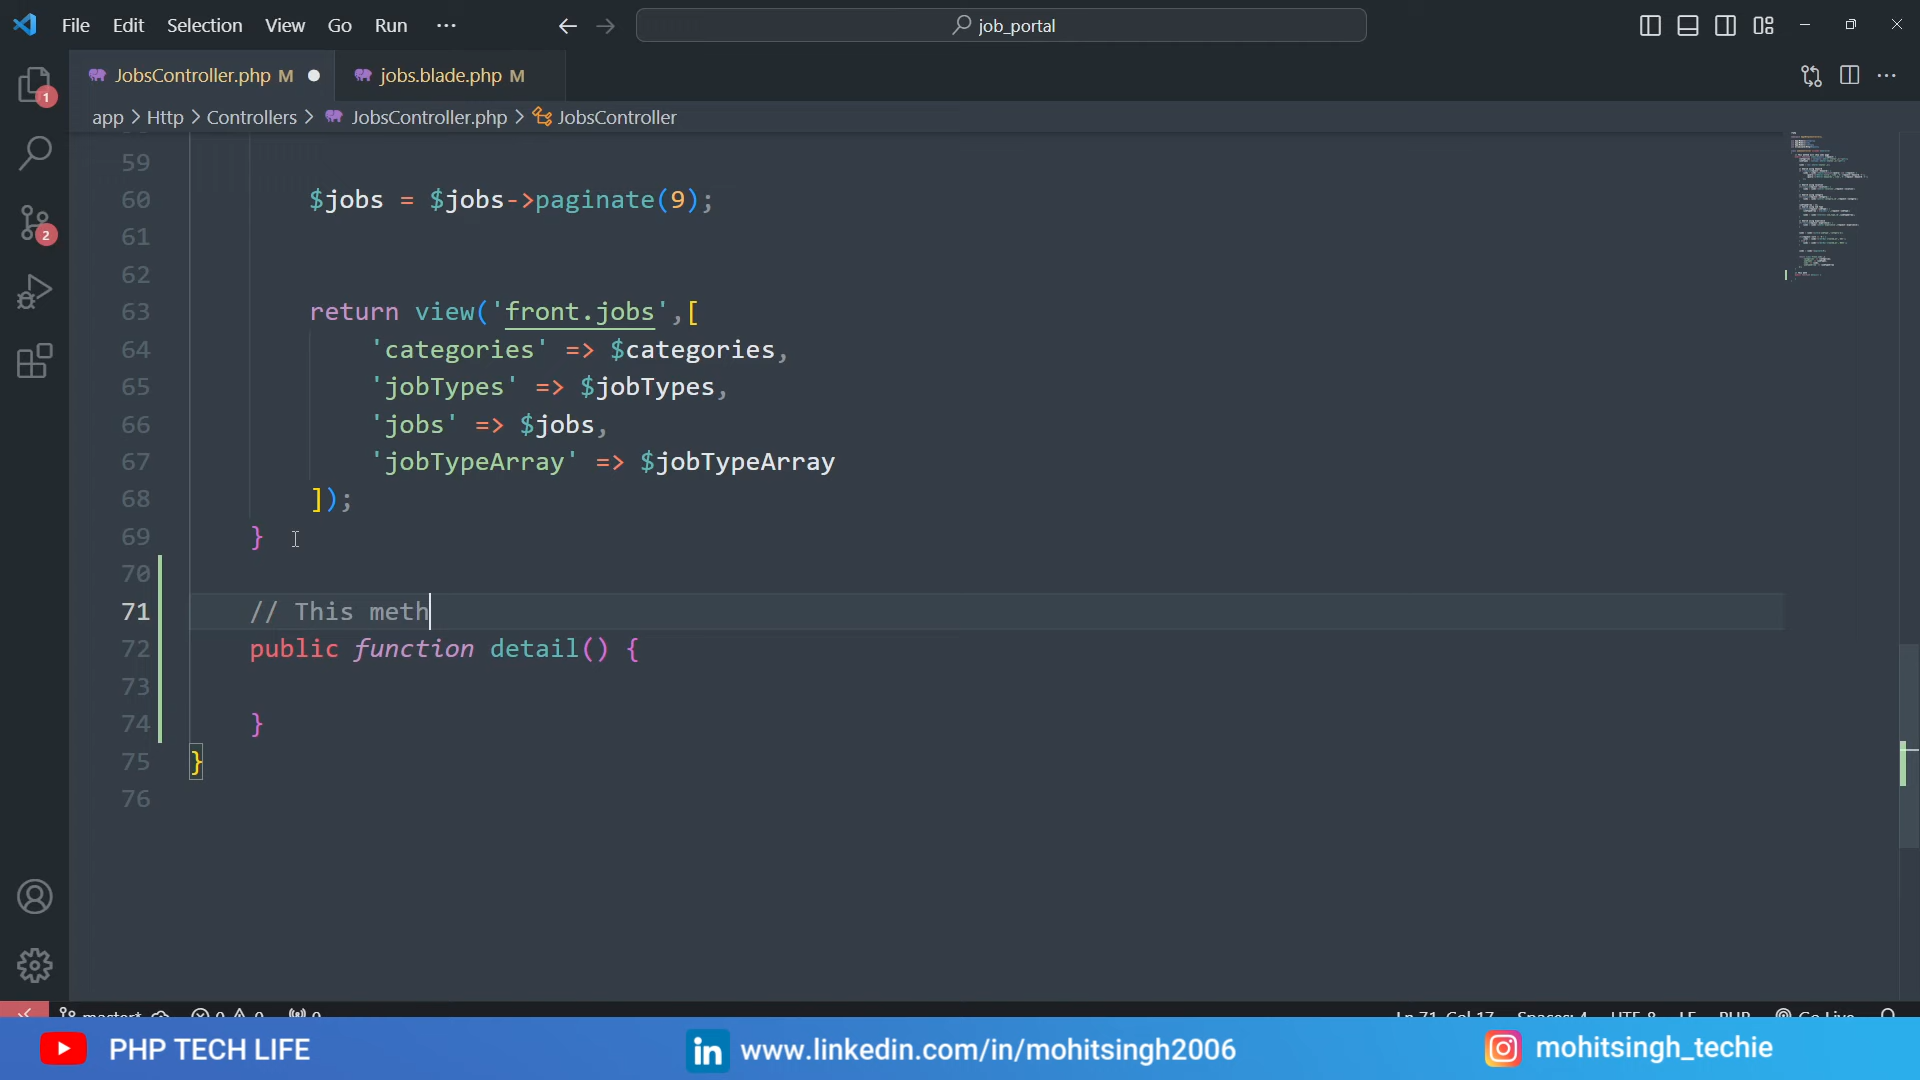 File Edit Selection View Go Run ··· job_portal
JobsController.php M jobs.blade.php M
app > Http > Controllers > JobsController.php > JobsController
59
60 $jobs = $jobs->paginate(9);
61
62
63 return view('front.jobs',[
64 'categories' => $categories,
65 'jobTypes' => $jobTypes,
66 'jobs' => $jobs,
67 'jobTypeArray' => $jobTypeArray
68 ]);
69 }
70
71 // This meth
72 public function detail() {
73
74 }
75 }
76
1
2
PHP TECH LIFE
www.linkedin.com/in/mohitsingh2006
mohitsingh_techie